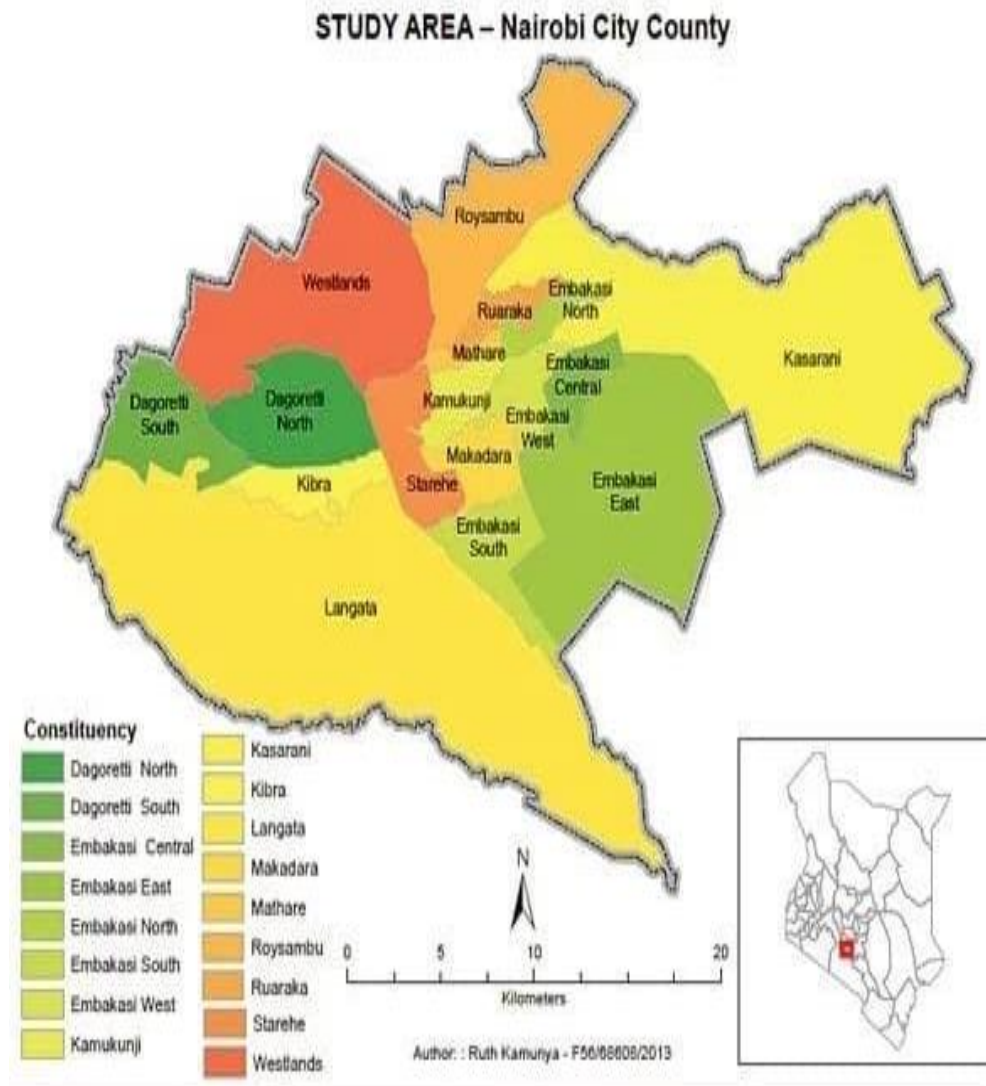 STUDY AREA – Nairobi City County
Roysambu
Westlands
Ruaraka
Embakasi
North
Mathare
Kasarani
Embakasi
Central
Dagoretti
South
Dagoretti
North
Kamukunji
Embakasi
West
Makadara
Kibra
Starehe
Embakasi
East
Embakasi
South
Langata
Constituency
Dagoretti North
Dagoretti South
Embakasi Central
Embakasi East
Embakasi North
Embakasi South
Embakasi West
Kamukunji
Kasarani
Kibra
Langata
Makadara
Mathare
Roysambu
Ruaraka
Starehe
Westlands
N
0 5 10 20
Kilometers
Author: : Ruth Kamunya - F56/68608/2013